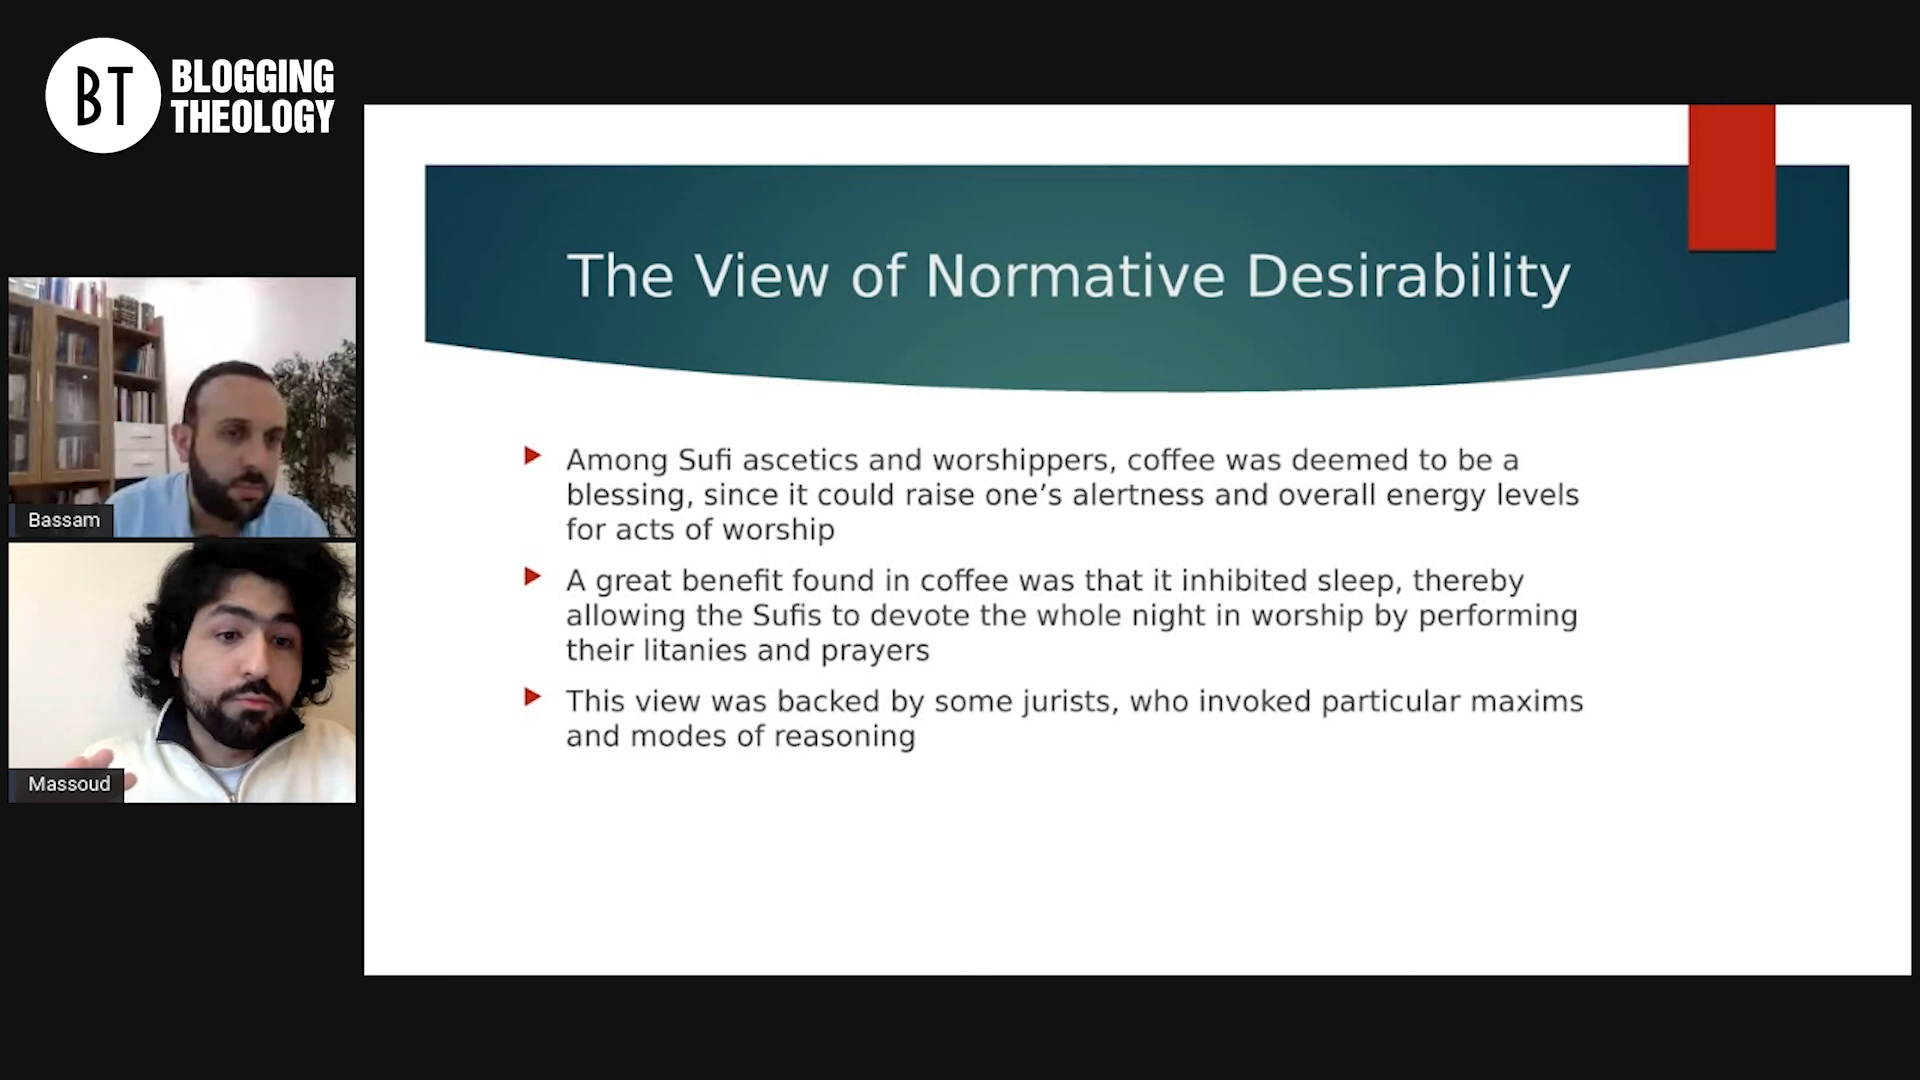 BT BLOGGING
THEOLOGY
The View of Normative Desirability
Among Sufi ascetics and worshippers, coffee was deemed to be a
blessing, since it could raise one’s alertness and overall energy levels
for acts of worship
A great benefit found in coffee was that it inhibited sleep, thereby
allowing the Sufis to devote the whole night in worship by performing
their litanies and prayers
This view was backed by some jurists, who invoked particular maxims
and modes of reasoning
Bassam
Massoud